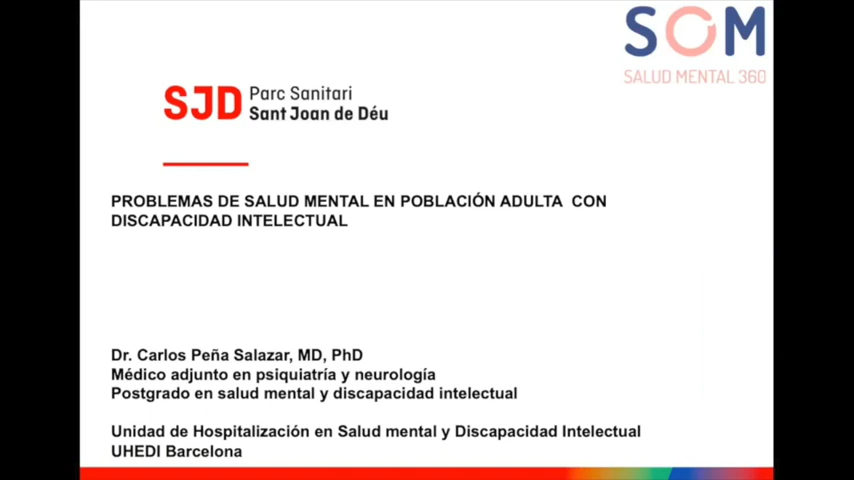 SOM
SALUD MENTAL 360
SJD Parc Sanitari
Sant Joan de Déu
PROBLEMAS DE SALUD MENTAL EN POBLACIÓN ADULTA CON
DISCAPACIDAD INTELECTUAL
Dr. Carlos Peña Salazar, MD, PhD
Médico adjunto en psiquiatría y neurología
Postgrado en salud mental y discapacidad intelectual
Unidad de Hospitalización en Salud mental y Discapacidad Intelectual
UHEDI Barcelona